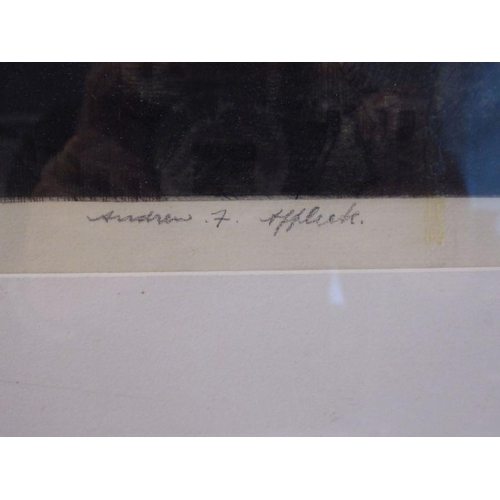 Andrew . F . Affleck.